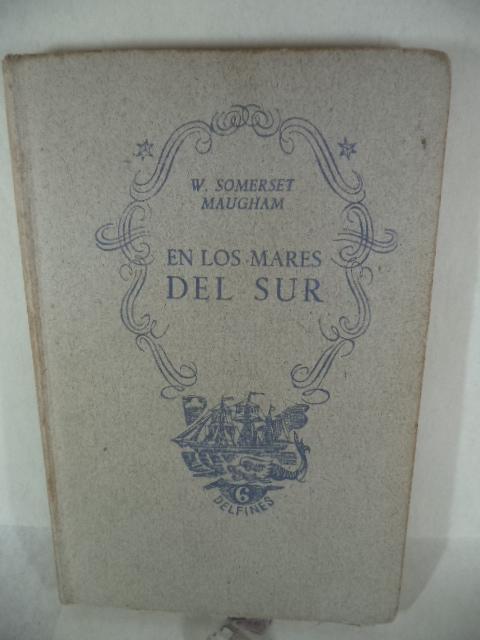 W. SOMERSET
MAUGHAM
EN LOS MARES
DEL SUR
6
DELFINES